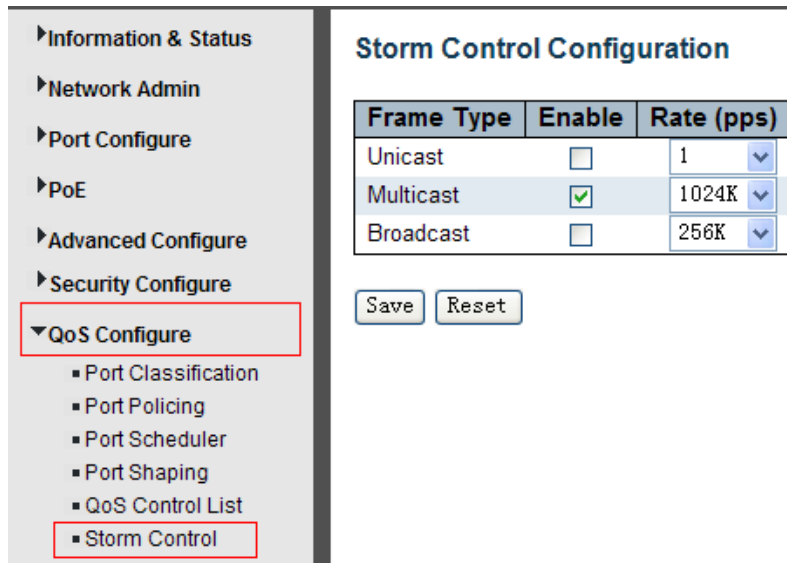 Information & Status
Network Admin
Port Configure
PoE
Advanced Configure
Security Configure
QoS Configure
Port Classification
Port Policing
Port Scheduler
Port Shaping
QoS Control List
Storm Control
Storm Control Configuration
Frame Type Enable Rate (pps)
Unicast 1
Multicast 1024K
Broadcast 256K
Save Reset